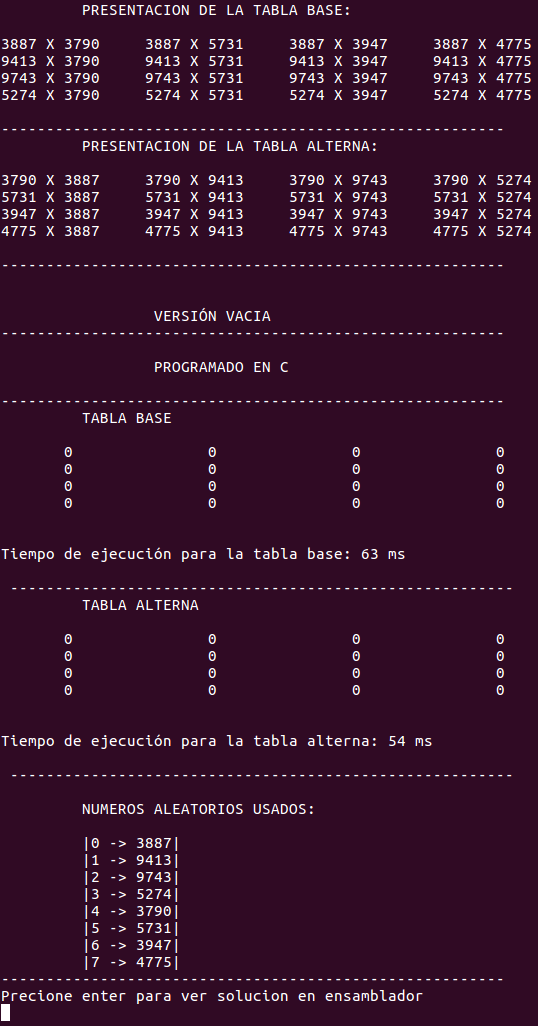 PRESENTACION DE LA TABLA BASE:
3887 X 3790     3887 X 5731     3887 X 3947     3887 X 4775
9413 X 3790     9413 X 5731     9413 X 3947     9413 X 4775
9743 X 3790     9743 X 5731     9743 X 3947     9743 X 4775
5274 X 3790     5274 X 5731     5274 X 3947     5274 X 4775
--------------------------------------------------------
PRESENTACION DE LA TABLA ALTERNA:
3790 X 3887     3790 X 9413     3790 X 9743     3790 X 5274
5731 X 3887     5731 X 9413     5731 X 9743     5731 X 5274
3947 X 3887     3947 X 9413     3947 X 9743     3947 X 5274
4775 X 3887     4775 X 9413     4775 X 9743     4775 X 5274
--------------------------------------------------------
VERSIÓN VACIA
--------------------------------------------------------
PROGRAMADO EN C
--------------------------------------------------------
TABLA BASE
0               0               0               0
0               0               0               0
0               0               0               0
0               0               0               0
Tiempo de ejecución para la tabla base: 63 ms
--------------------------------------------------------
TABLA ALTERNA
0               0               0               0
0               0               0               0
0               0               0               0
0               0               0               0
Tiempo de ejecución para la tabla alterna: 54 ms
--------------------------------------------------------
NUMEROS ALEATORIOS USADOS:
|0 -> 3887|
|1 -> 9413|
|2 -> 9743|
|3 -> 5274|
|4 -> 3790|
|5 -> 5731|
|6 -> 3947|
|7 -> 4775|
--------------------------------------------------------
Precione enter para ver solucion en ensamblador